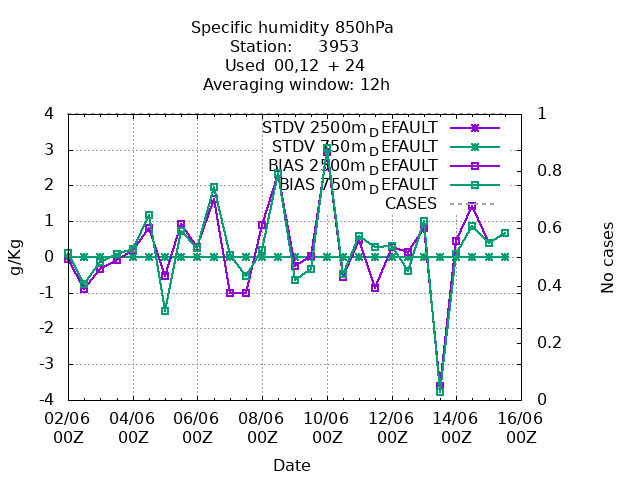 Specific humidity 850hPa
Station: 3953
Used 00,12 + 24
Averaging window: 12h
STDV 2500m_DEFAULT
STDV 750m_DEFAULT
BIAS 2500m_DEFAULT
BIAS 750m_DEFAULT
CASES
4
3
2
1
0
-1
-2
-3
-4
1
0.8
0.6
0.4
0.2
0
g/Kg
No cases
02/06 04/06 06/06 08/06 10/06 12/06 14/06 16/06
00Z 00Z 00Z 00Z 00Z 00Z 00Z 00Z
Date